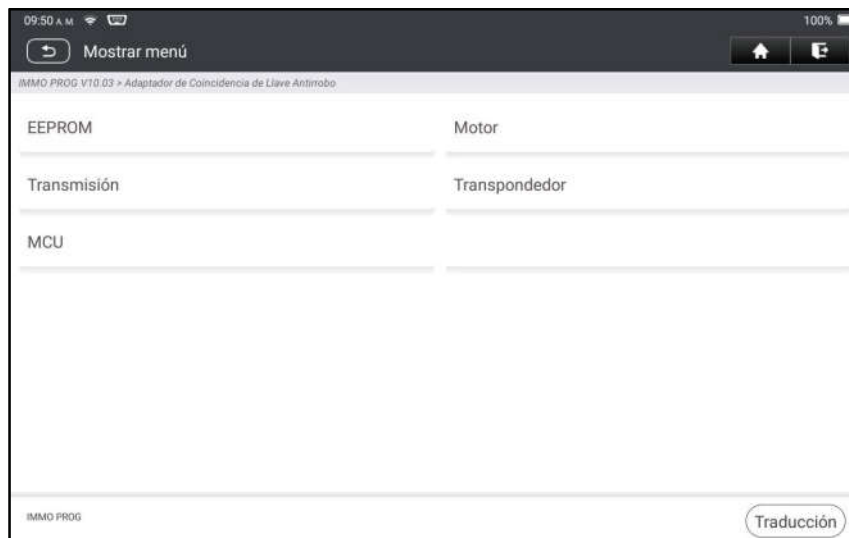 09:50 A M 100%
Mostrar menú
IMMO PROG V10.03 > Adaptador de Coincidencia de Llave Antirrobo
EEPROM Motor
Transmisión Transpondedor
MCU
IMMO PROG Traducción